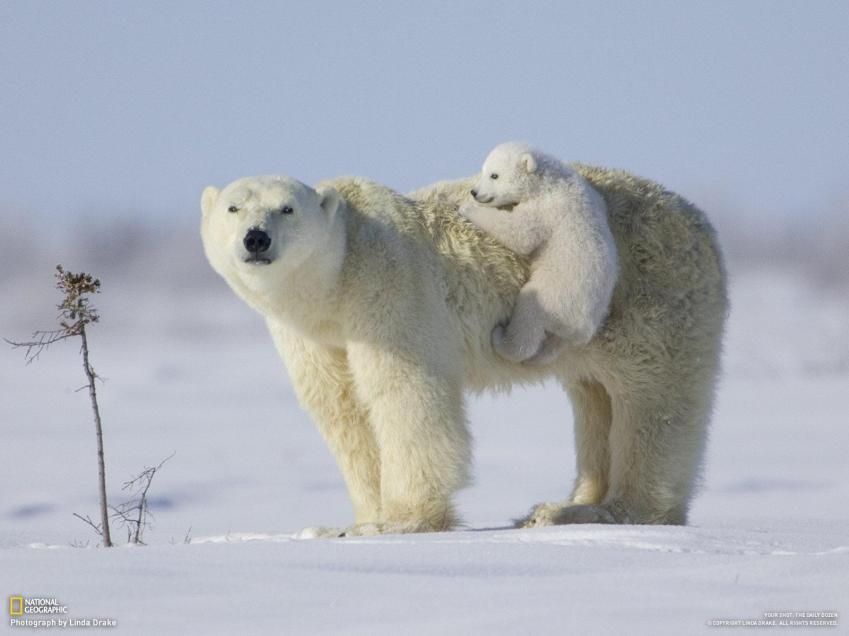 NATIONAL
GEOGRAPHIC
Photograph by Linda Drake
YOUR SHOT: THE DAILY DOZEN
© COPYRIGHT LINDA DRAKE. ALL RIGHTS RESERVED.